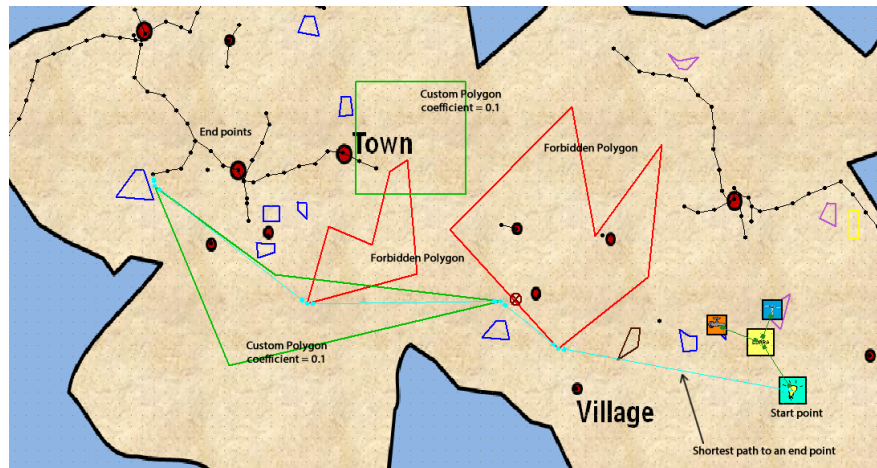 Custom Polygon
coefficient = 0.1
End points
Town
Forbidden Polygon
Forbidden Polygon
Custom Polygon
coefficient = 0.1
Village
Start point
Shortest path to an end point